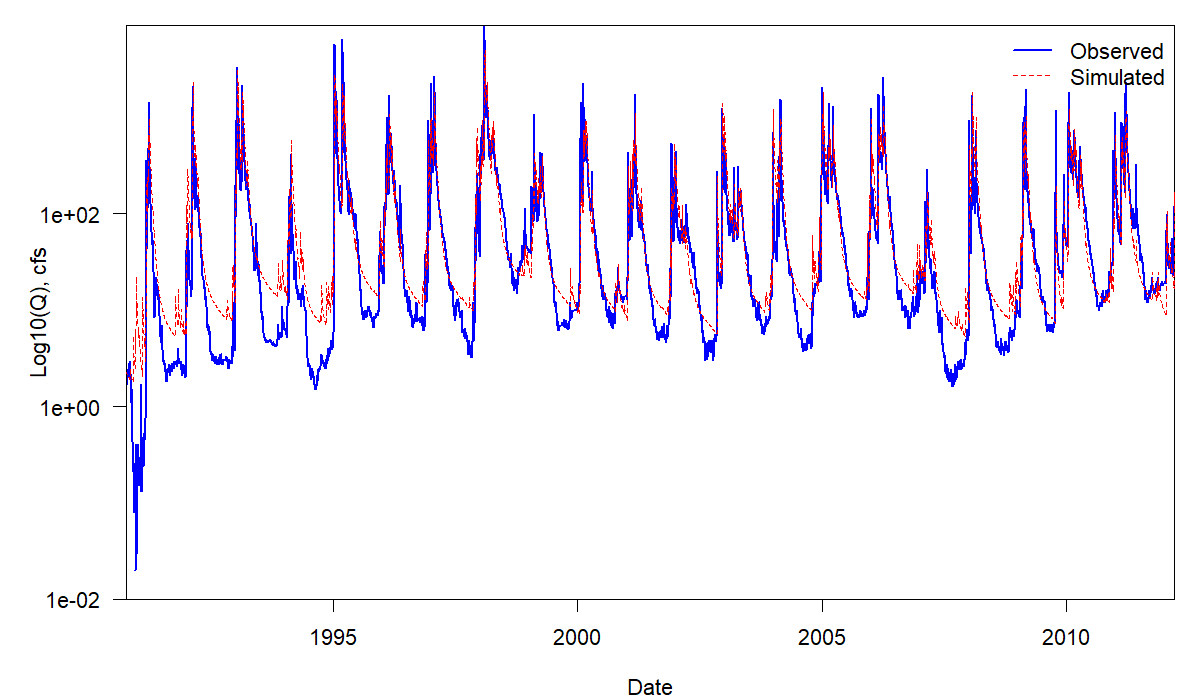 Observed
Simulated
Log10(Q), cfs
1e+02
1e+00
1e-02
1995
2000
2005
2010
Date